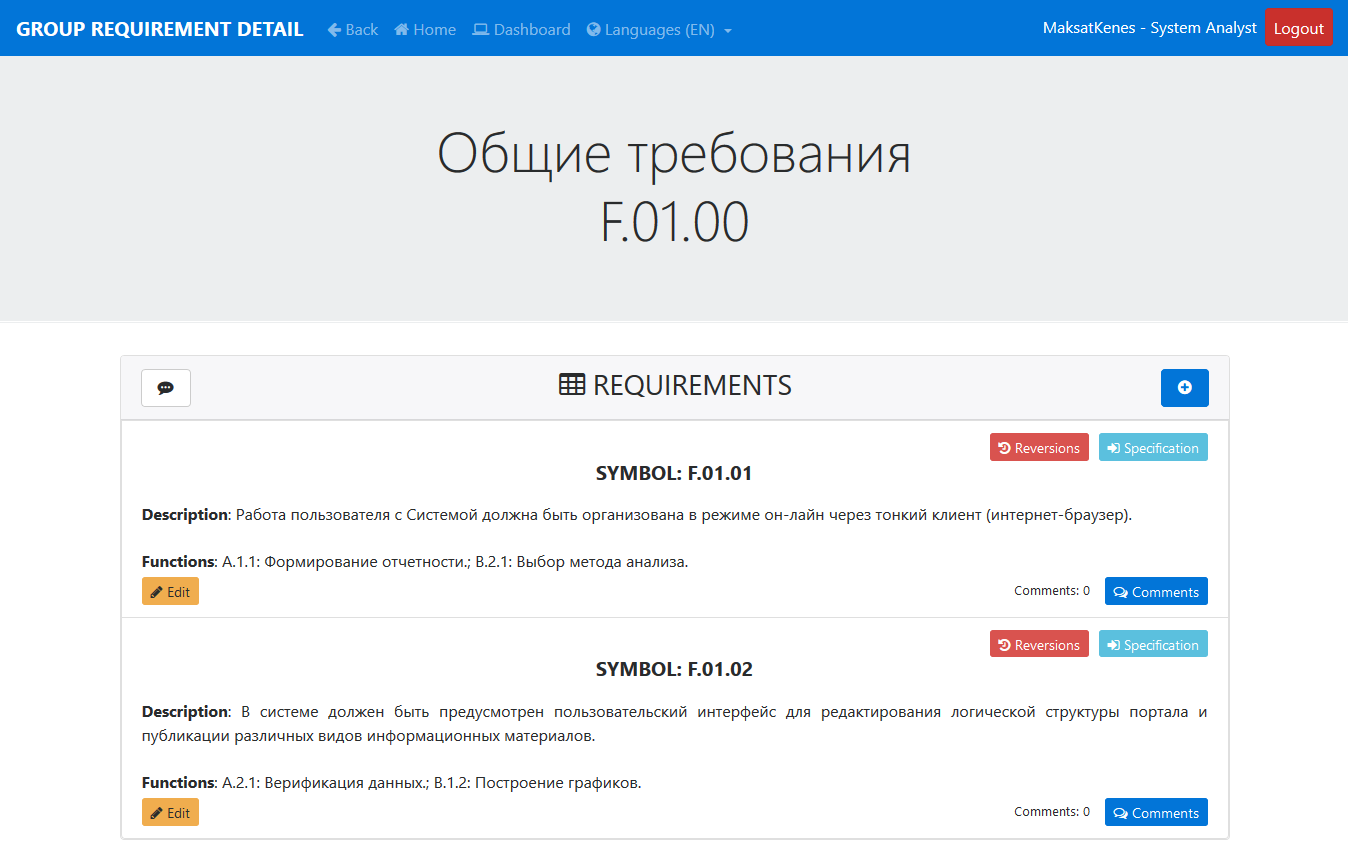 GROUP REQUIREMENT DETAIL Back Home Dashboard Languages (EN) MaksatKenes - System Analyst Logout
Общие требования
F.01.00
REQUIREMENTS
Reversions Specification
SYMBOL: F.01.01
Description: Работа пользователя с Системой должна быть организована в режиме он-лайн через тонкий клиент (интернет-браузер).
Functions: A.1.1: Формирование отчетности.; B.2.1: Выбор метода анализа.
Edit Comments: 0 Comments
Reversions Specification
SYMBOL: F.01.02
Description: В системе должен быть предусмотрен пользовательский интерфейс для редактирования логической структуры портала и
публикации различных видов информационных материалов.
Functions: A.2.1: Верификация данных.; B.1.2: Построение графиков.
Edit Comments: 0 Comments